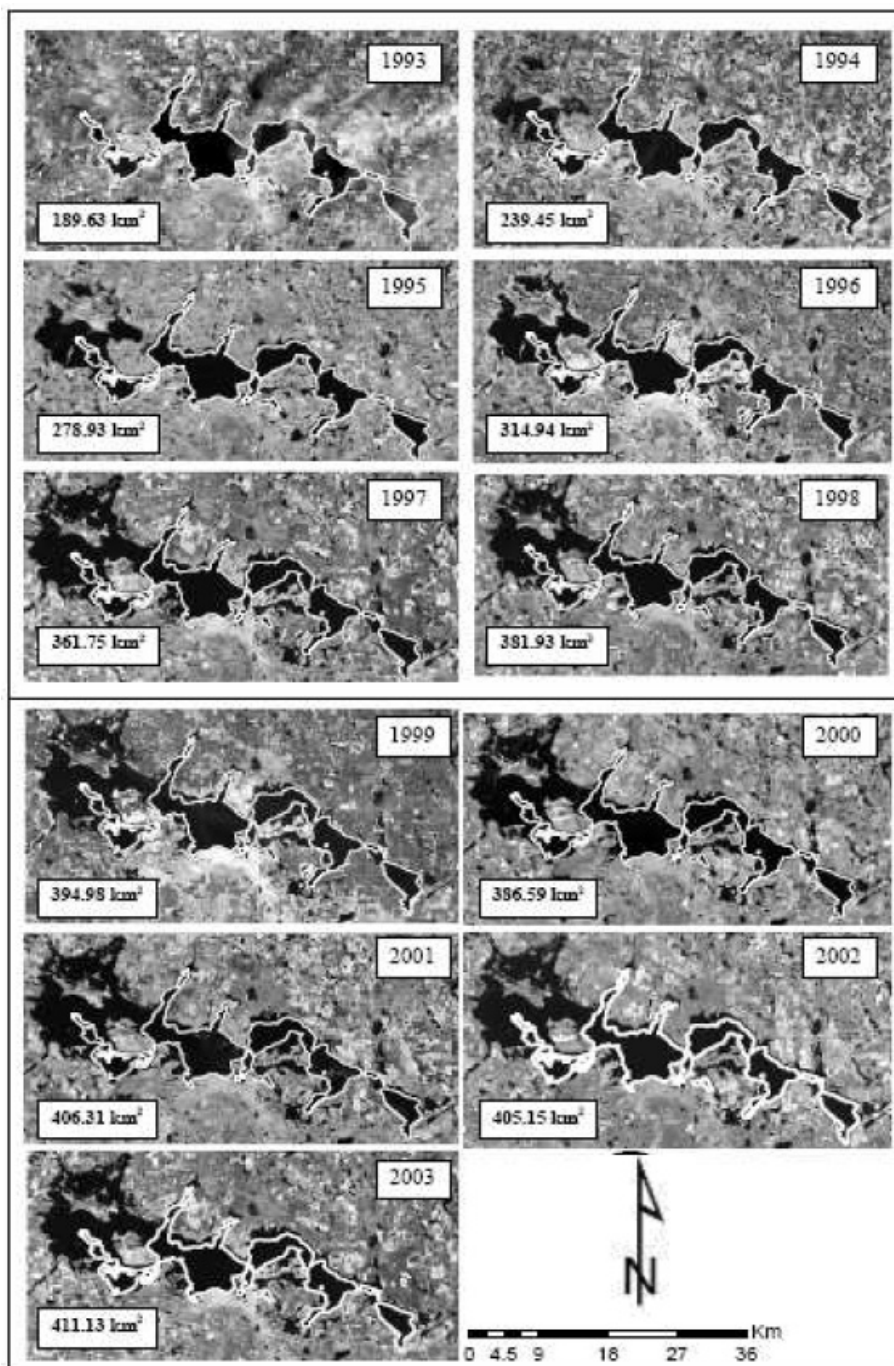 1993
189.63 km²
1994
239.45 km²
1995
278.93 km²
1996
314.94 km²
1997
361.75 km²
1998
381.93 km²
1999
394.98 km²
2000
386.59 km²
2001
406.31 km²
2002
405.15 km²
2003
411.13 km²
N
Km
0 4.5 9 18 27 36